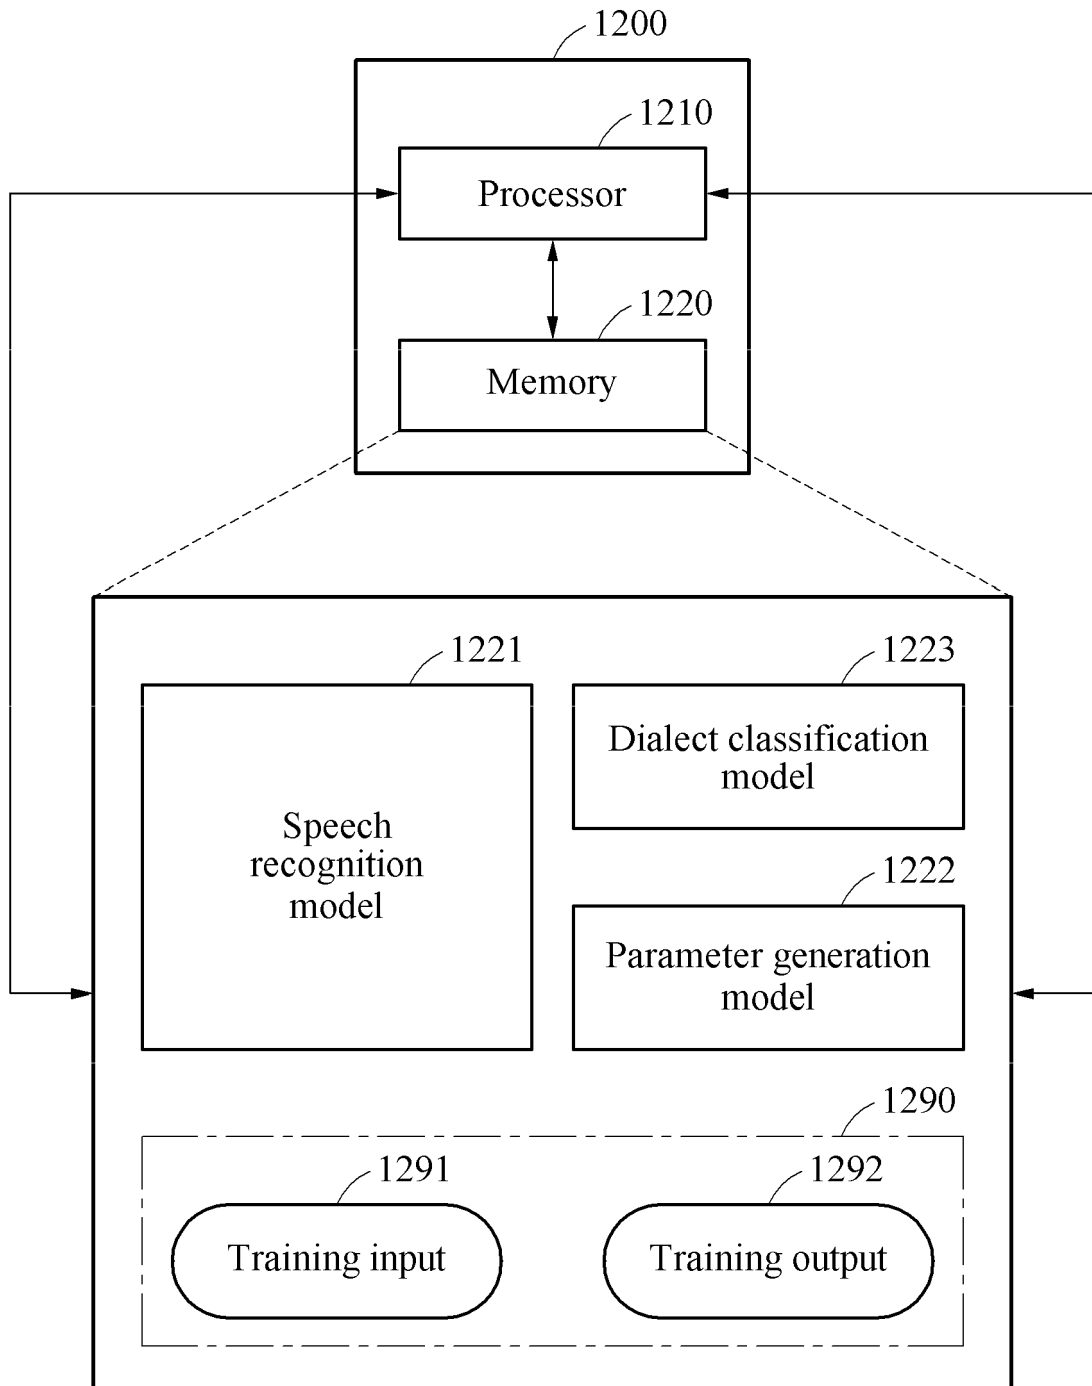 1200
1210
Processor
1220
Memory
1221
Speech
recognition
model
1223
Dialect classification
model
1222
Parameter generation
model
1290
1291
Training input
1292
Training output